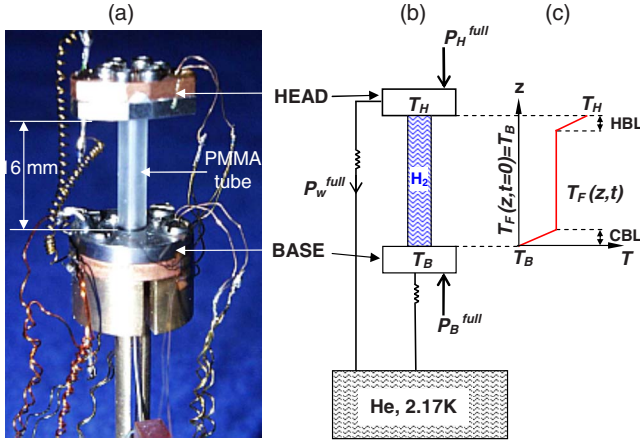 (a)
(b)
(c)
P_H^full
HEAD
T_H
z
T_H
HBL
16 mm
PMMA
tube
P_w^full
H₂
T_F(z,t=0)=T_B
T_F(z,t)
BASE
T_B
CBL
T_B
T
P_B^full
He, 2.17K